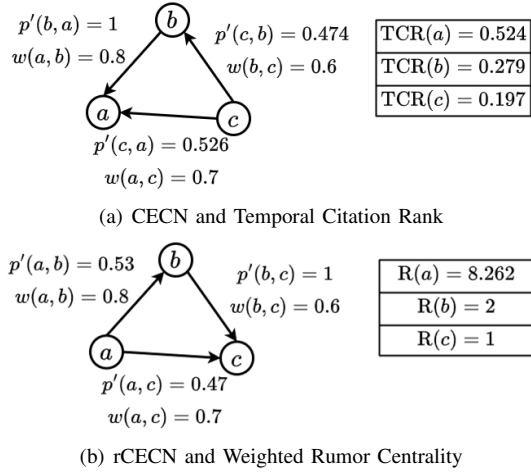 p′(b, a) = 1
w(a, b) = 0.8
b
p′(c, b) = 0.474
w(b, c) = 0.6
a
c
p′(c, a) = 0.526
w(a, c) = 0.7
TCR(a) = 0.524
TCR(b) = 0.279
TCR(c) = 0.197
(a) CECN and Temporal Citation Rank
p′(a, b) = 0.53
w(a, b) = 0.8
b
p′(b, c) = 1
w(b, c) = 0.6
a
c
p′(a, c) = 0.47
w(a, c) = 0.7
R(a) = 8.262
R(b) = 2
R(c) = 1
(b) rCECN and Weighted Rumor Centrality